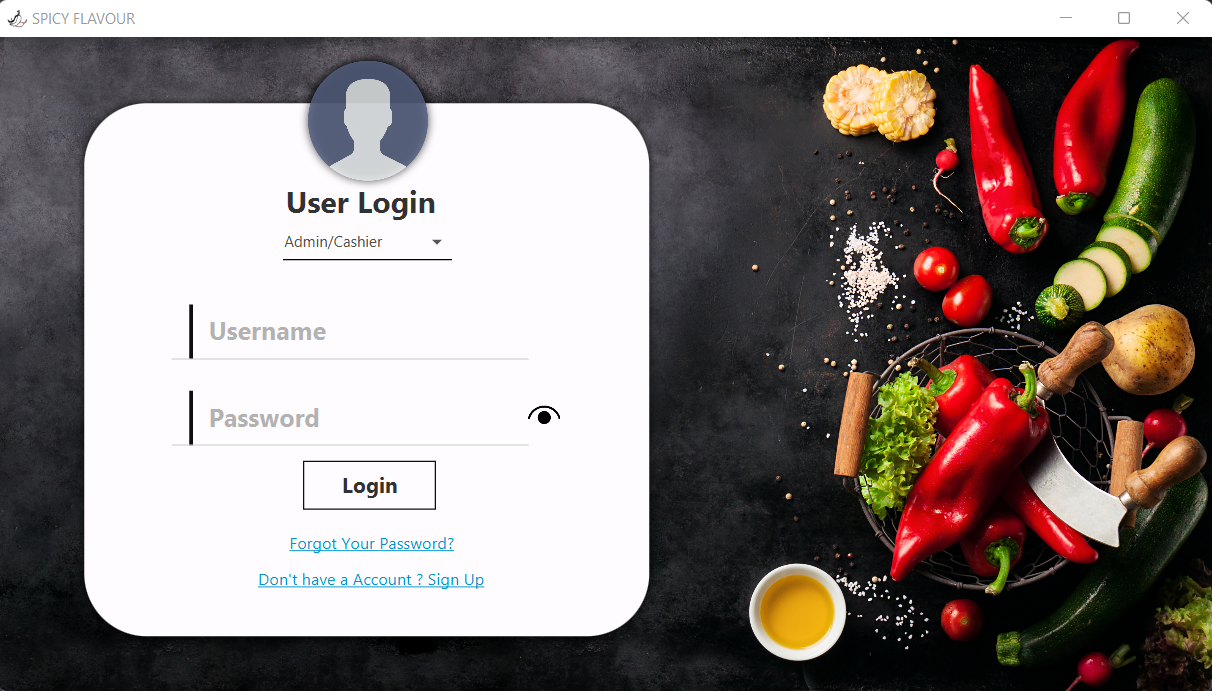 SPICY FLAVOUR
User Login
Admin/Cashier
Username
Password
Login
Forgot Your Password?
Don't have a Account ? Sign Up